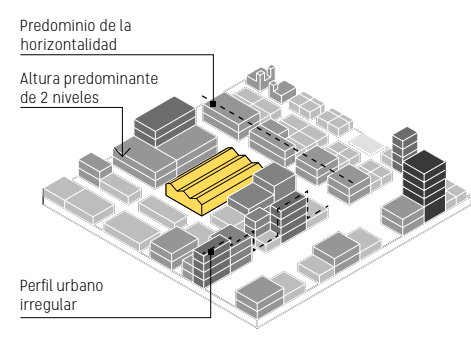 Predominio de la
horizontalidad
Altura predominante
de 2 niveles
Perfil urbano
irregular